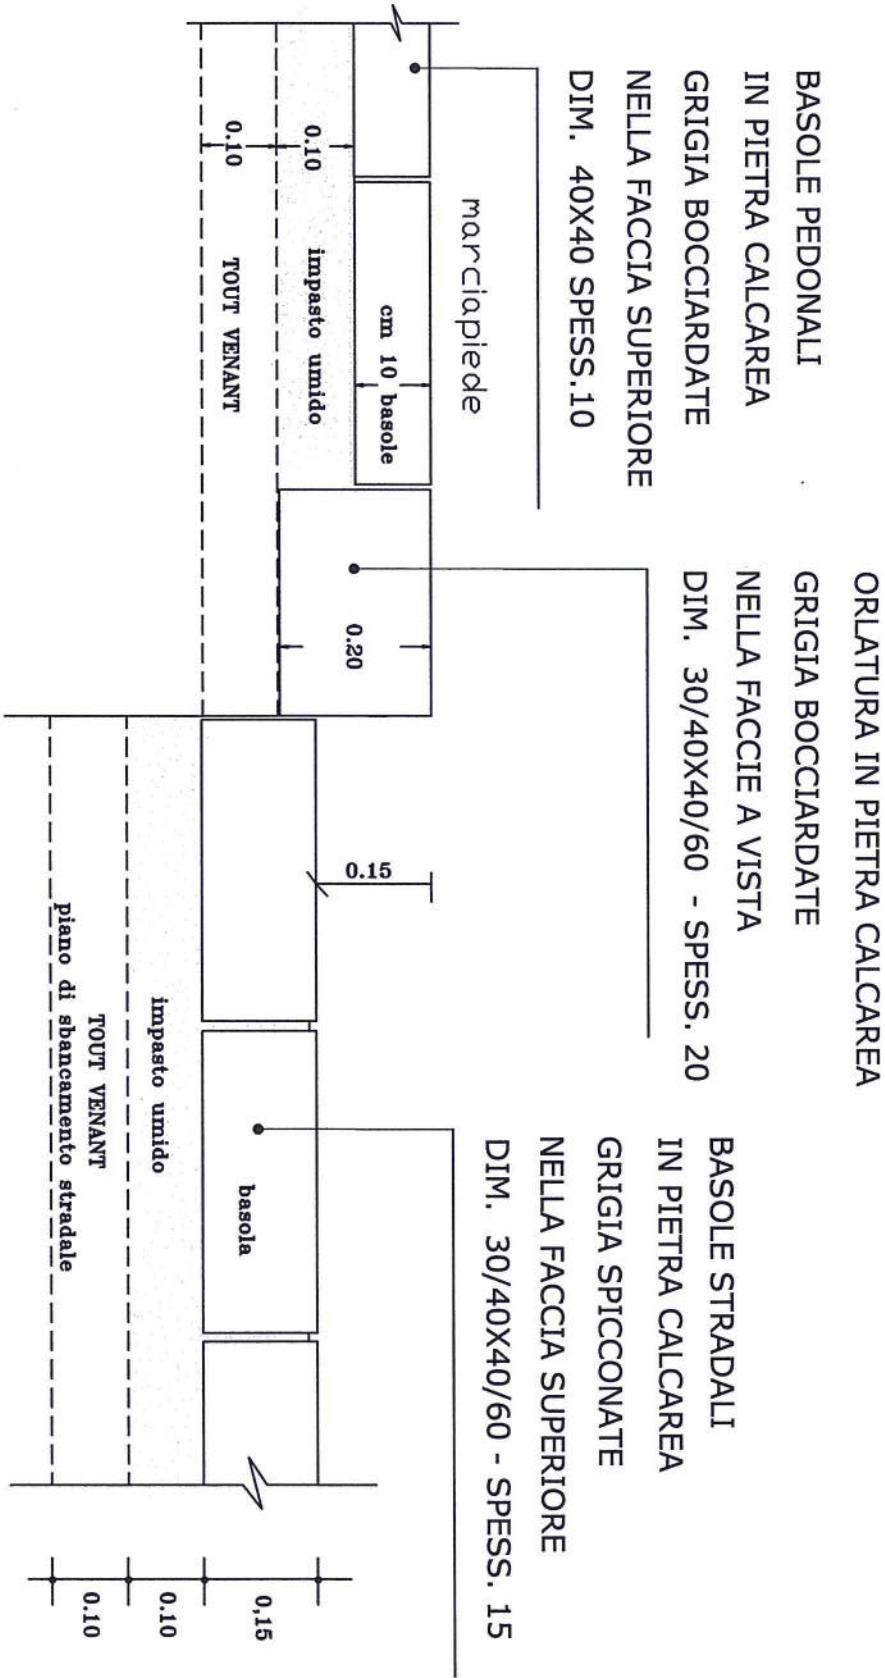 BASOLE PEDONALI
IN PIETRA CALCAREA
GRIGIA BOCCIARDATE
NELLA FACCIA SUPERIORE
DIM. 40X40 SPESS.10
ORLATURA IN PIETRA CALCAREA
GRIGIA BOCCIARDATE
NELLA FACCIE A VISTA
DIM. 30/40X40/60 - SPESS. 20
BASOLE STRADALI
IN PIETRA CALCAREA
GRIGIA SPICCONATE
NELLA FACCIA SUPERIORE
DIM. 30/40X40/60 - SPESS. 15
marciapiede
cm 10 basole
0.10
impasto umido
0.10
TOUT VENANT
0.20
0.15
basola
impasto umido
TOUT VENANT
piano di sbancamento stradale
0,15
0.10
0.10